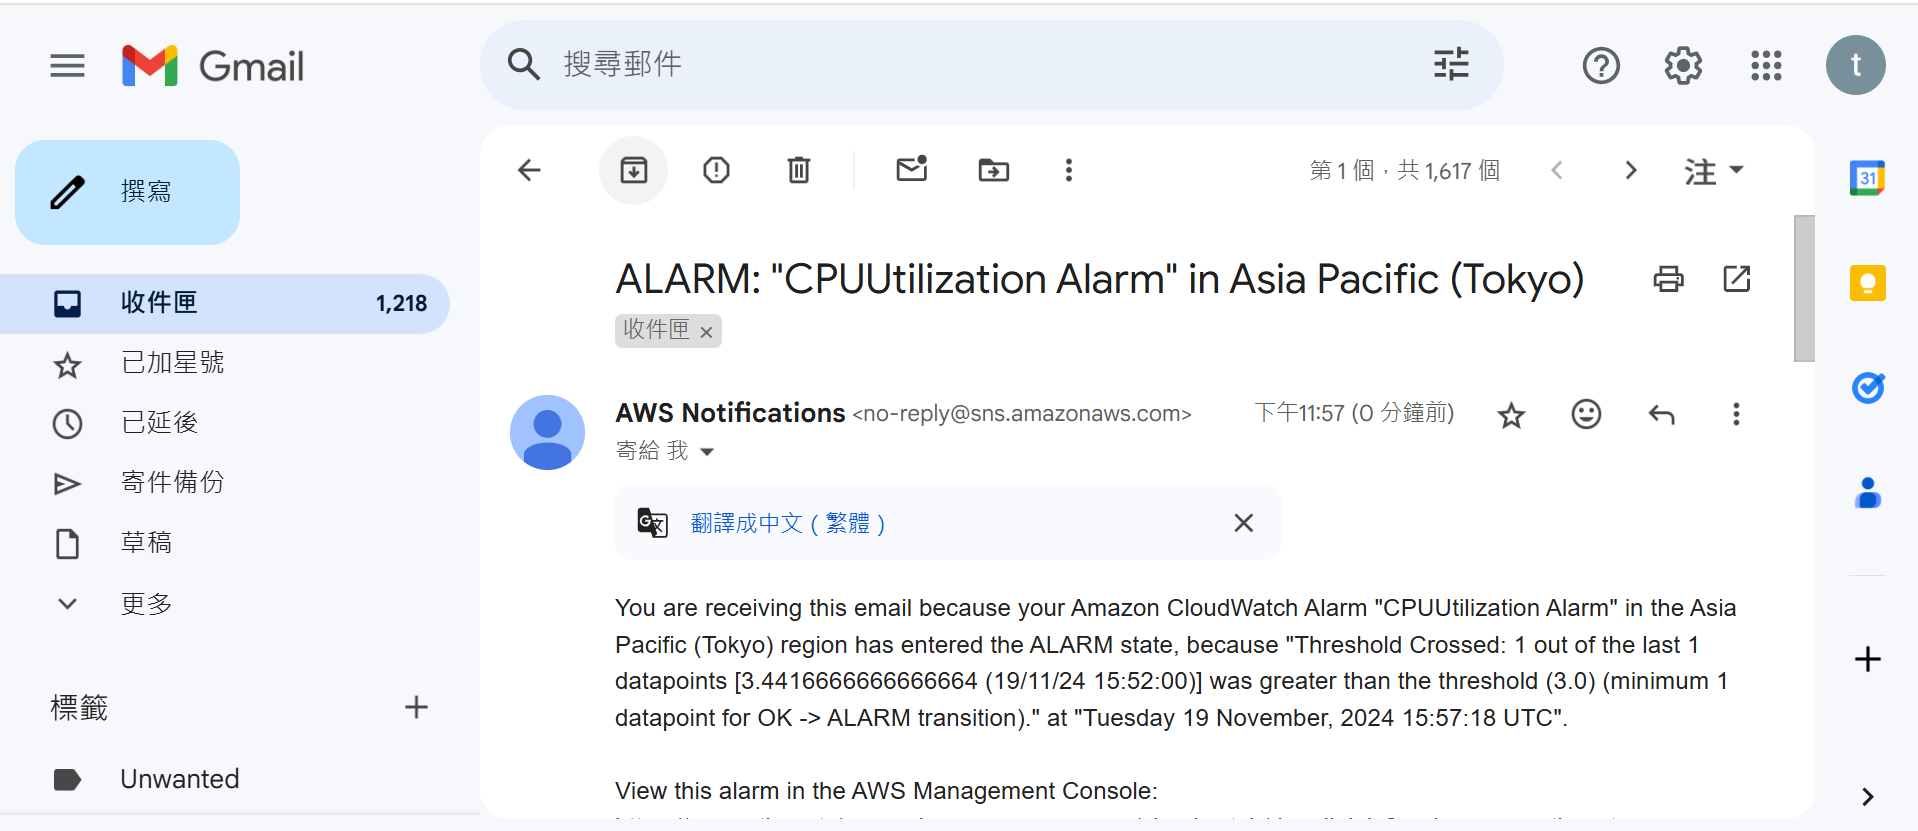 Gmail
搜尋郵件
t
撰寫
第 1 個，共 1,617 個
注
31
收件匣 1,218
已加星號
已延後
寄件備份
草稿
更多
標籤
Unwanted
ALARM: "CPUUtilization Alarm" in Asia Pacific (Tokyo)
收件匣 ×
AWS Notifications <no-reply@sns.amazonaws.com>
下午11:57 (0 分鐘前)
寄給 我
翻譯成中文 ( 繁體 )
You are receiving this email because your Amazon CloudWatch Alarm "CPUUtilization Alarm" in the Asia
Pacific (Tokyo) region has entered the ALARM state, because "Threshold Crossed: 1 out of the last 1
datapoints [3.4416666666666664 (19/11/24 15:52:00)] was greater than the threshold (3.0) (minimum 1
datapoint for OK -> ALARM transition)." at "Tuesday 19 November, 2024 15:57:18 UTC".
View this alarm in the AWS Management Console: